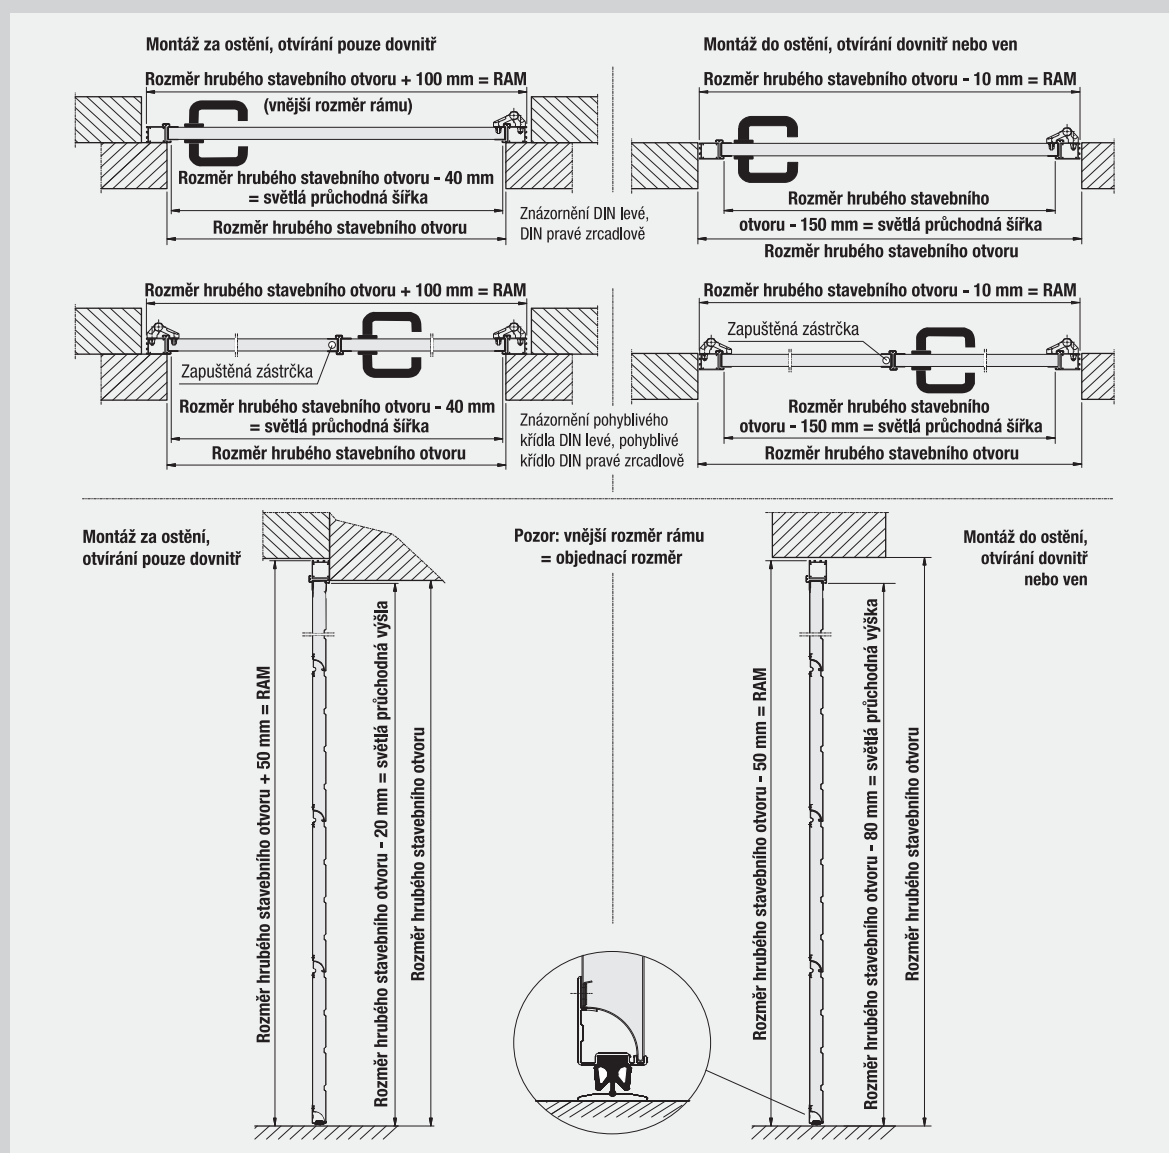 Montáž za ostění, otvírání pouze dovnitř
Rozměr hrubého stavebního otvoru + 100 mm = RAM
(vnější rozměr rámu)
Rozměr hrubého stavebního otvoru - 40 mm
= světlá průchodná šířka
Rozměr hrubého stavebního otvoru
Znázornění DIN levé,
DIN pravé zrcadlově
Montáž do ostění, otvírání dovnitř nebo ven
Rozměr hrubého stavebního otvoru - 10 mm = RAM
Rozměr hrubého stavebního
otvoru - 150 mm = světlá průchodná šířka
Rozměr hrubého stavebního otvoru
Rozměr hrubého stavebního otvoru + 100 mm = RAM
Zapuštěná zástrčka
Rozměr hrubého stavebního otvoru - 40 mm
= světlá průchodná šířka
Rozměr hrubého stavebního otvoru
Znázornění pohyblivého
křídla DIN levé, pohyblivé
křídlo DIN pravé zrcadlově
Rozměr hrubého stavebního otvoru - 10 mm = RAM
Zapuštěná zástrčka
Rozměr hrubého stavebního
otvoru - 150 mm = světlá průchodná šířka
Rozměr hrubého stavebního otvoru
Montáž za ostění,
otvírání pouze dovnitř
Rozměr hrubého stavebního otvoru + 50 mm = RAM
Rozměr hrubého stavebního otvoru - 20 mm = světlá průchodná výšla
Rozměr hrubého stavebního otvoru
Pozor: vnější rozměr rámu
= objednací rozměr
Montáž do ostění,
otvírání dovnitř
nebo ven
Rozměr hrubého stavebního otvoru - 50 mm = RAM
Rozměr hrubého stavebního otvoru - 80 mm = světlá průchodná výška
Rozměr hrubého stavebního otvoru